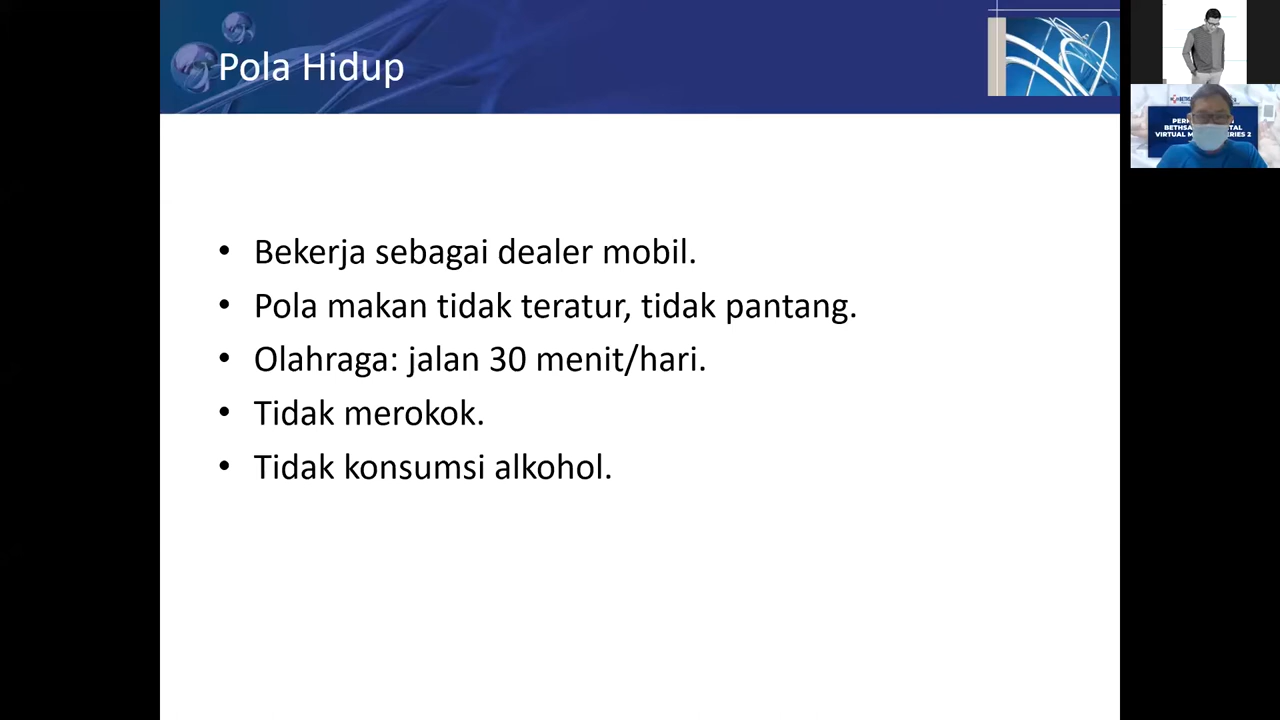 Pola Hidup
• Bekerja sebagai dealer mobil.
• Pola makan tidak teratur, tidak pantang.
• Olahraga: jalan 30 menit/hari.
• Tidak merokok.
• Tidak konsumsi alkohol.